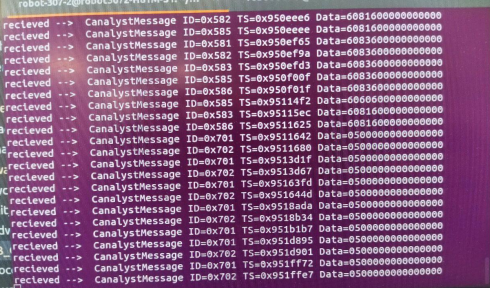 recieved --> CanalystMessage ID=0x582 TS=0x950eee6 Data=6081600000000000
recieved --> CanalystMessage ID=0x585 TS=0x950eeee Data=6081600000000000
recieved --> CanalystMessage ID=0x581 TS=0x950ef65 Data=6083600000000000
recieved --> CanalystMessage ID=0x582 TS=0x950ef9a Data=6083600000000000
recieved --> CanalystMessage ID=0x583 TS=0x950efd3 Data=6083600000000000
recieved --> CanalystMessage ID=0x585 TS=0x950f00f Data=6083600000000000
recieved --> CanalystMessage ID=0x586 TS=0x950f01f Data=6083600000000000
recieved --> CanalystMessage ID=0x585 TS=0x95114f2 Data=6060600000000000
recieved --> CanalystMessage ID=0x583 TS=0x95115ec Data=6081600000000000
recieved --> CanalystMessage ID=0x586 TS=0x9511625 Data=6081600000000000
recieved --> CanalystMessage ID=0x701 TS=0x9511642 Data=0500000000000000
recieved --> CanalystMessage ID=0x702 TS=0x9511680 Data=0500000000000000
recieved --> CanalystMessage ID=0x701 TS=0x9513d1f Data=0500000000000000
recieved --> CanalystMessage ID=0x702 TS=0x9513d67 Data=0500000000000000
recieved --> CanalystMessage ID=0x701 TS=0x95163fd Data=0500000000000000
recieved --> CanalystMessage ID=0x702 TS=0x951644d Data=0500000000000000
recieved --> CanalystMessage ID=0x701 TS=0x9518ada Data=0500000000000000
recieved --> CanalystMessage ID=0x702 TS=0x9518b34 Data=0500000000000000
recieved --> CanalystMessage ID=0x701 TS=0x951b1b7 Data=0500000000000000
recieved --> CanalystMessage ID=0x701 TS=0x951d895 Data=0500000000000000
recieved --> CanalystMessage ID=0x702 TS=0x951d901 Data=0500000000000000
recieved --> CanalystMessage ID=0x701 TS=0x951ff72 Data=0500000000000000
recieved --> CanalystMessage ID=0x702 TS=0x951ffe7 Data=0500000000000000